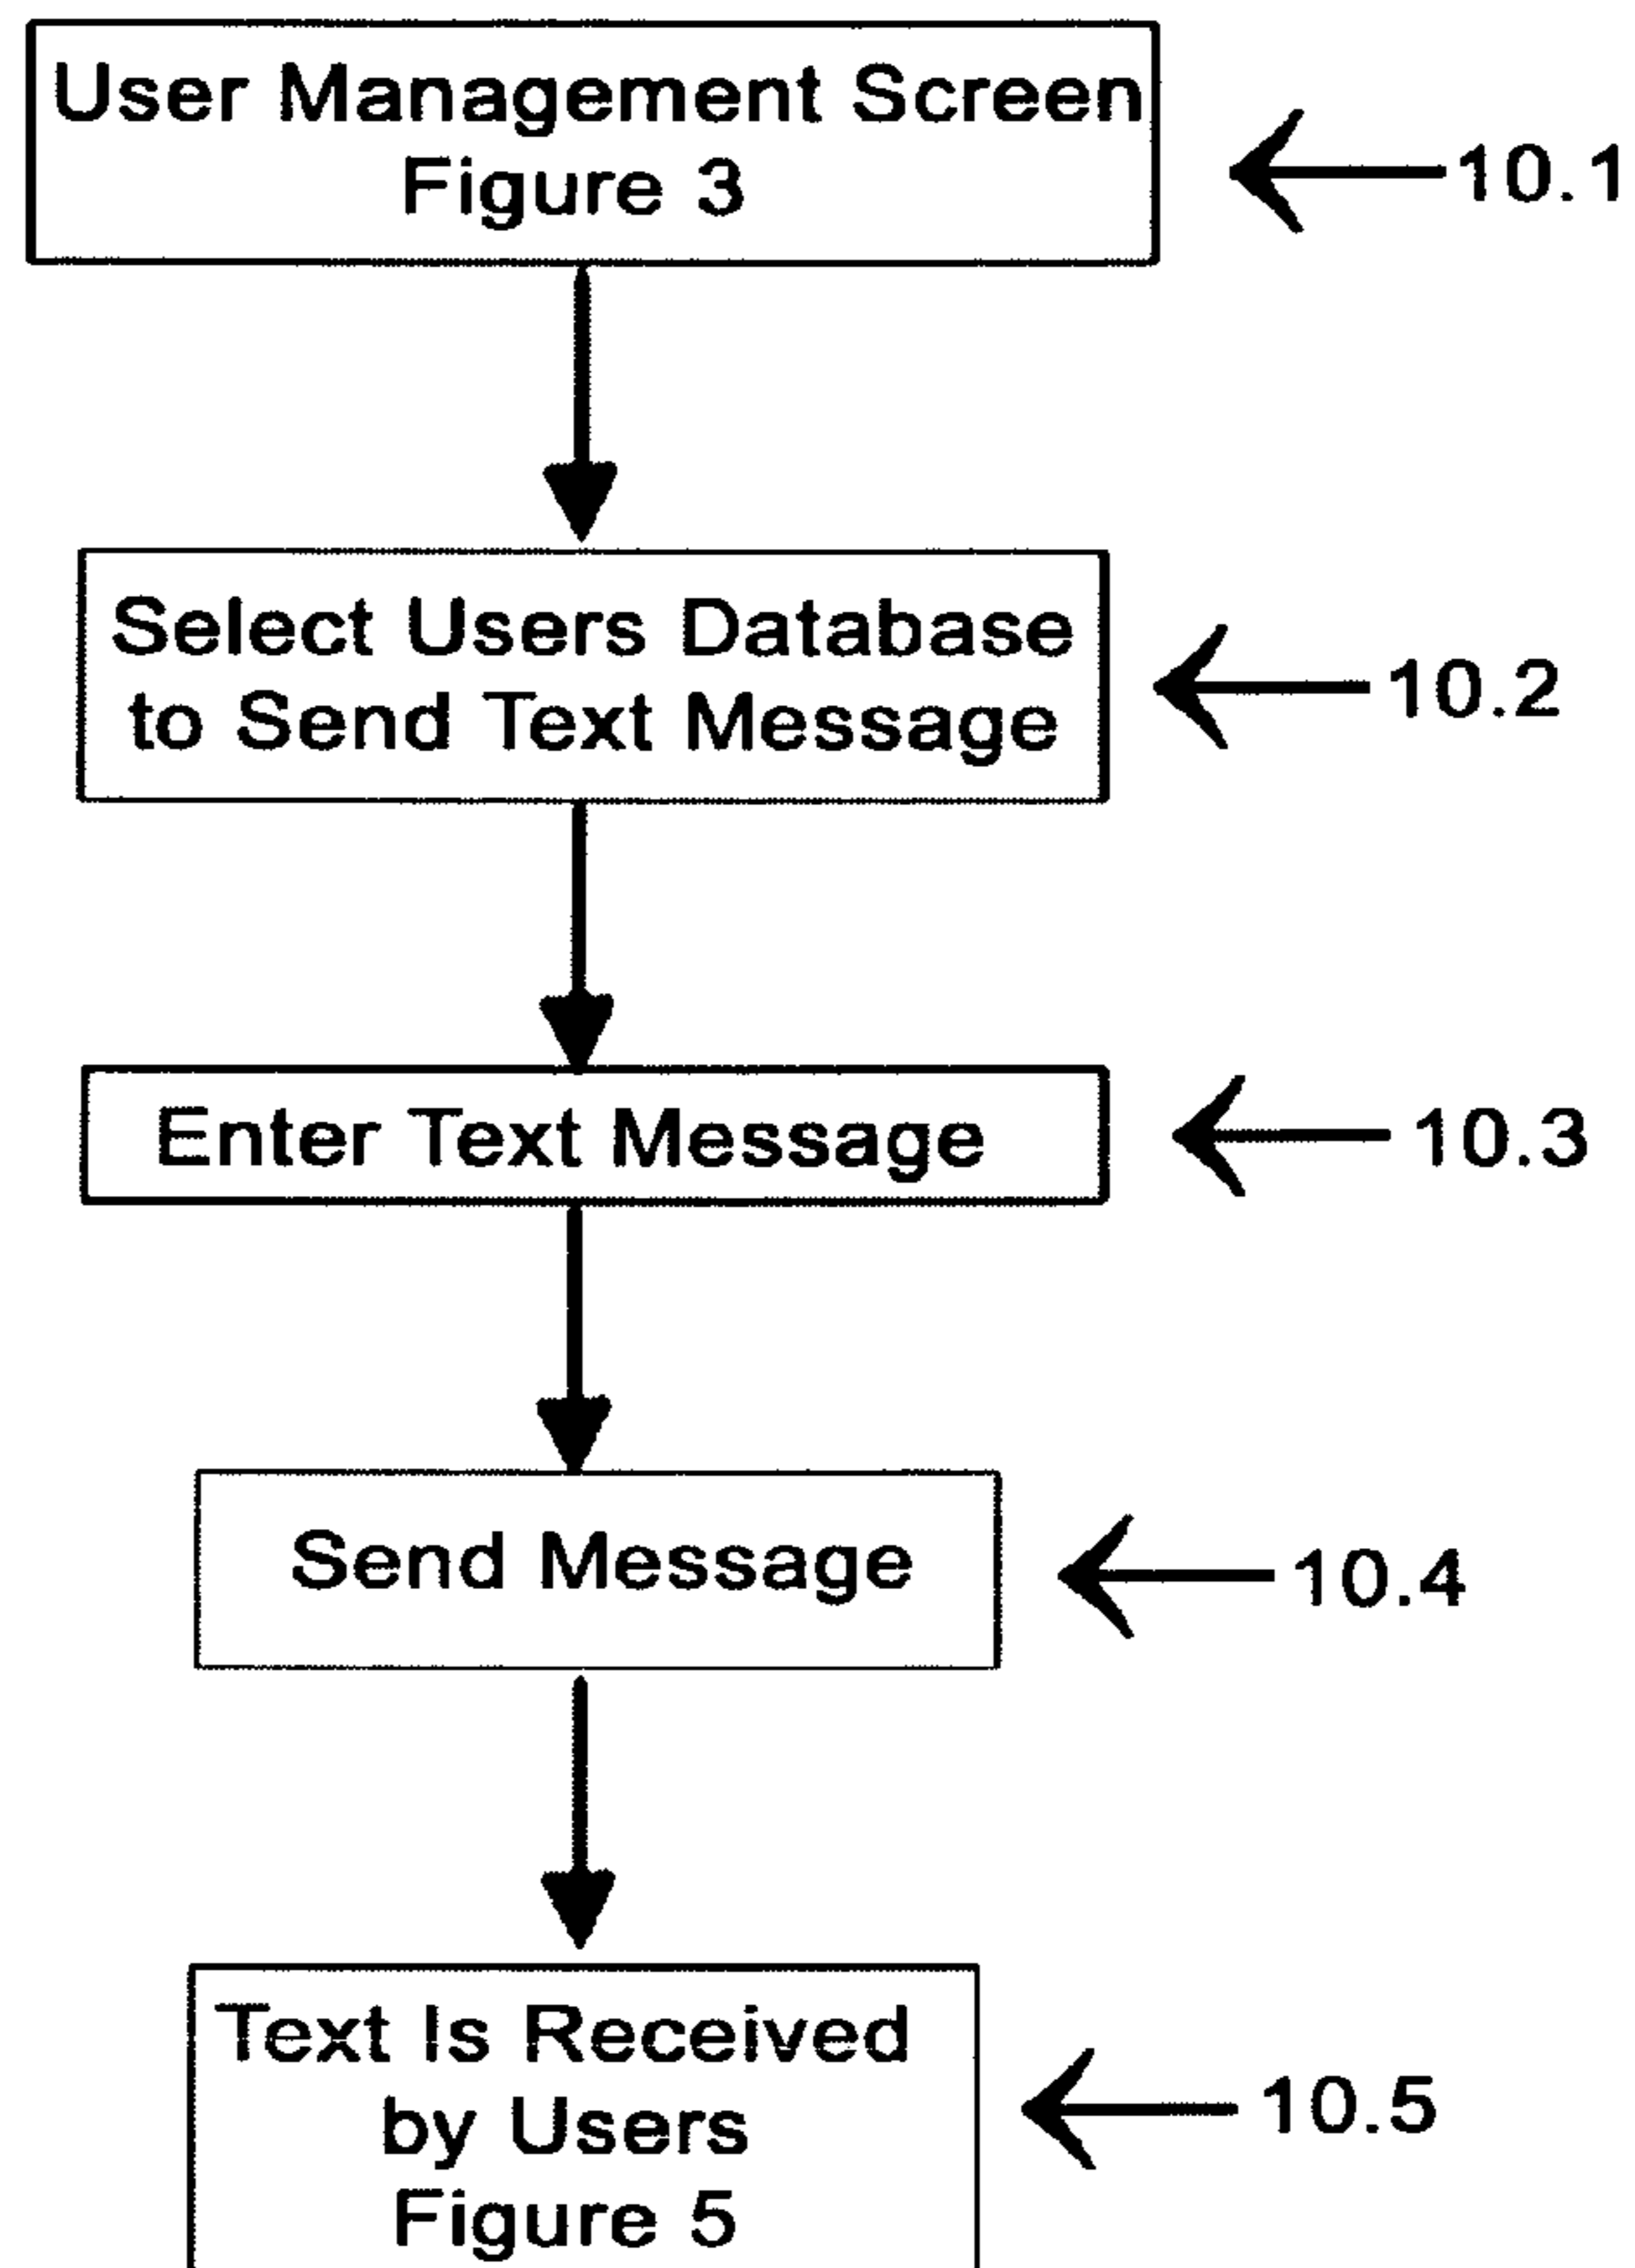 User Management Screen
Figure 3
10.1
Select Users Database
to Send Text Message
10.2
Enter Text Message
10.3
Send Message
10.4
Text Is Received
by Users
Figure 5
10.5